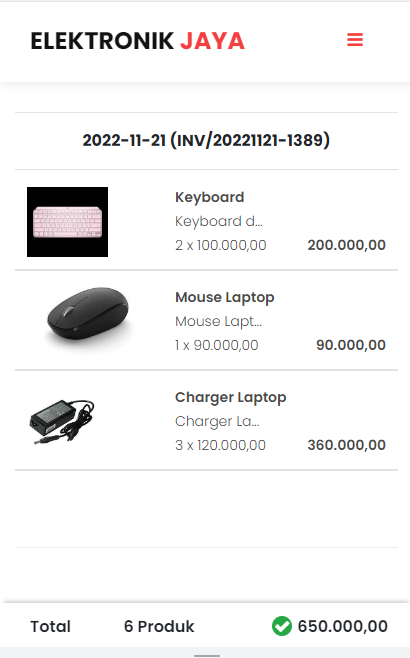 ELEKTRONIK JAYA
2022-11-21 (INV/20221121-1389)
Keyboard
Keyboard d...
2 x 100.000,00 200.000,00
Mouse Laptop
Mouse Lapt...
1 x 90.000,00 90.000,00
Charger Laptop
Charger La...
3 x 120.000,00 360.000,00
Total 6 Produk 650.000,00